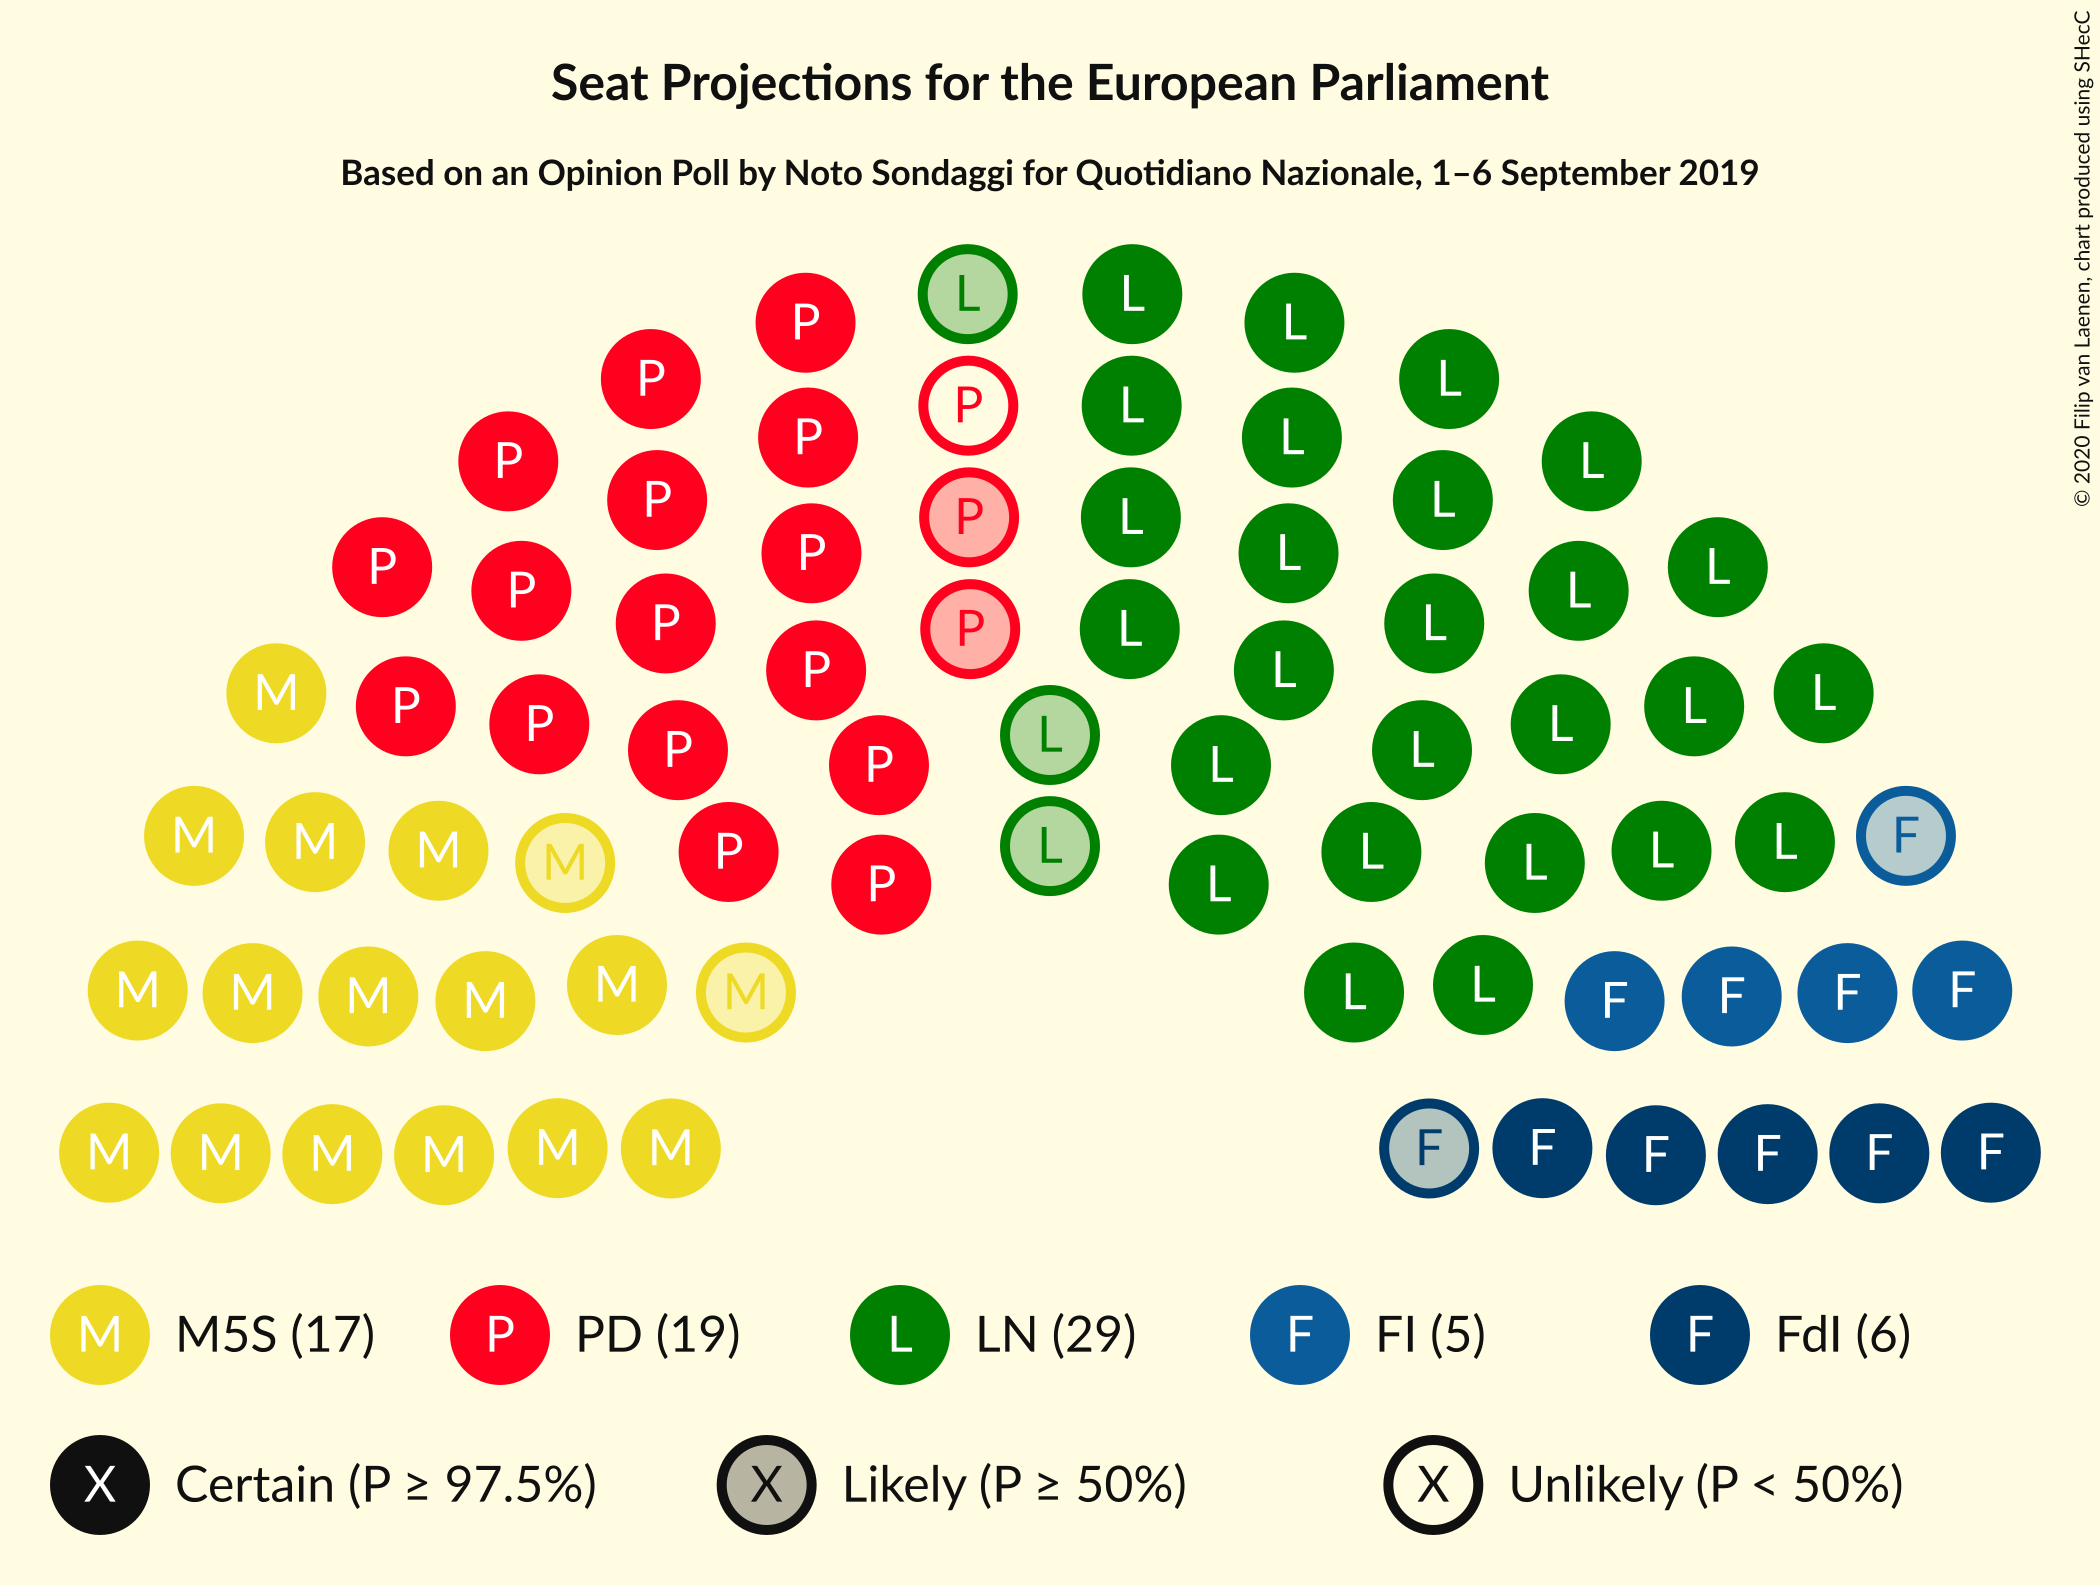 Seat Projections for the European Parliament
Based on an Opinion Poll by Noto Sondaggi for Quotidiano Nazionale, 1–6 September 2019
© 2020 Filip van Laenen, chart produced using SHecC
L L L
P P L
P L
P P P L L
P P L L
P P P L L
P P L L
P P P L L
M P P L L L
P P L L
P P L L
M M M M P L L L L F
P P L L
M M M M M M L L F F F F
M M M M M M F F F F F F
M M5S (17) P PD (19) L LN (29) F FI (5) F FdI (6)
X Certain (P ≥ 97.5%) X Likely (P ≥ 50%) X Unlikely (P < 50%)